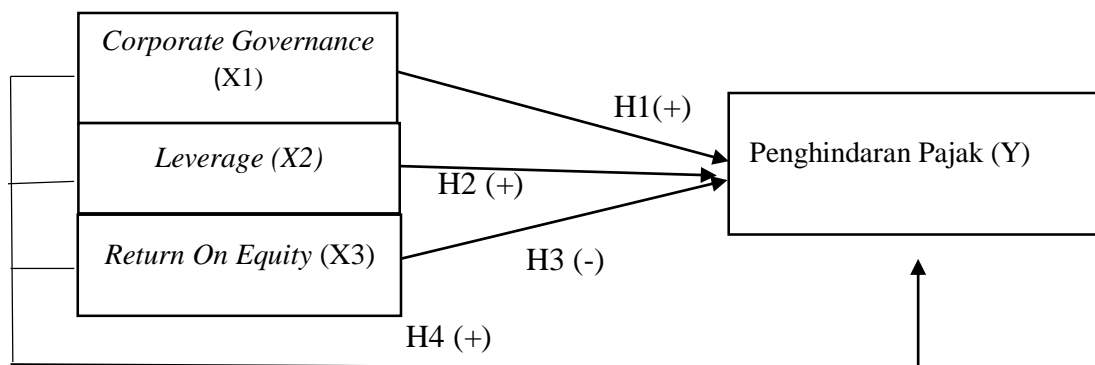 Corporate Governance
(X1)
H1(+)
Leverage (X2)
Penghindaran Pajak (Y)
H2 (+)
Return On Equity (X3)
H3 (-)
H4 (+)